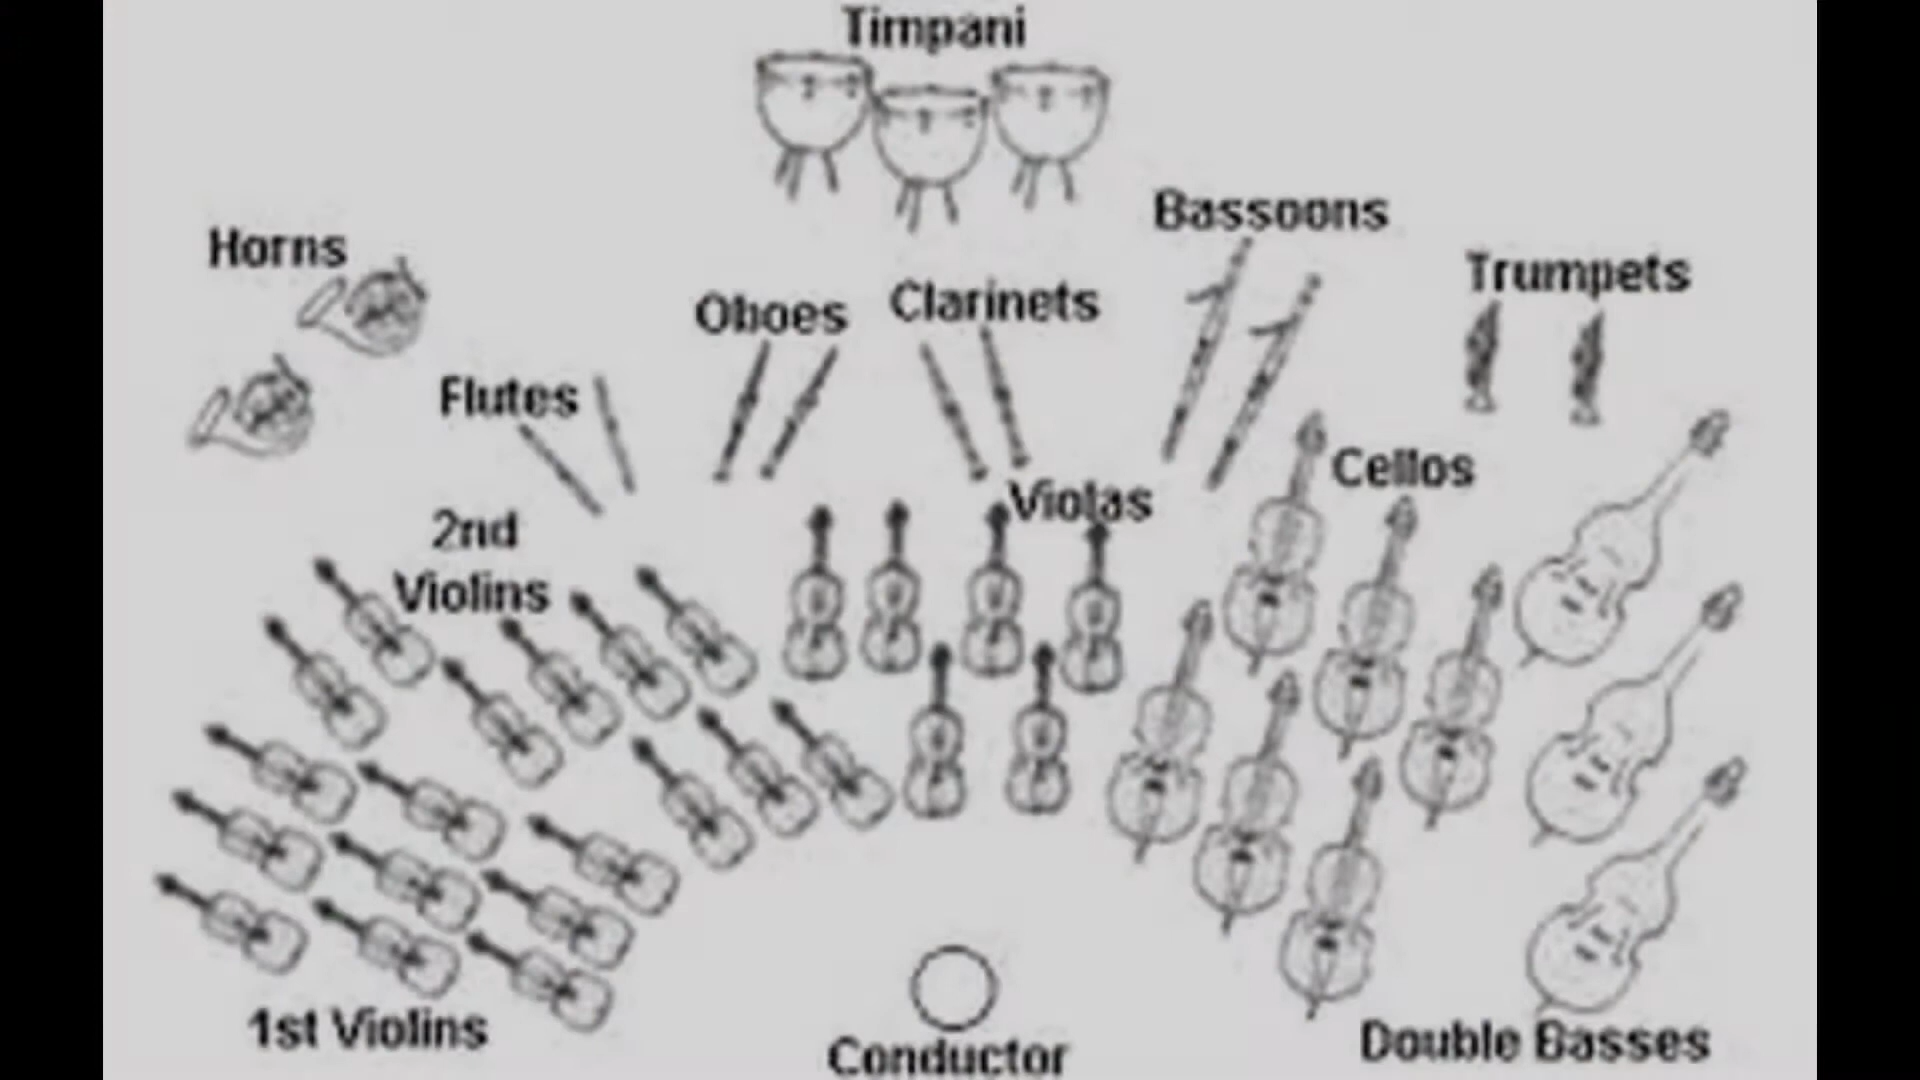 Timpani
Bassoons
Horns
Trumpets
Oboes
Clarinets
Flutes
Cellos
Violas
2nd
Violins
1st Violins
Conductor
Double Basses